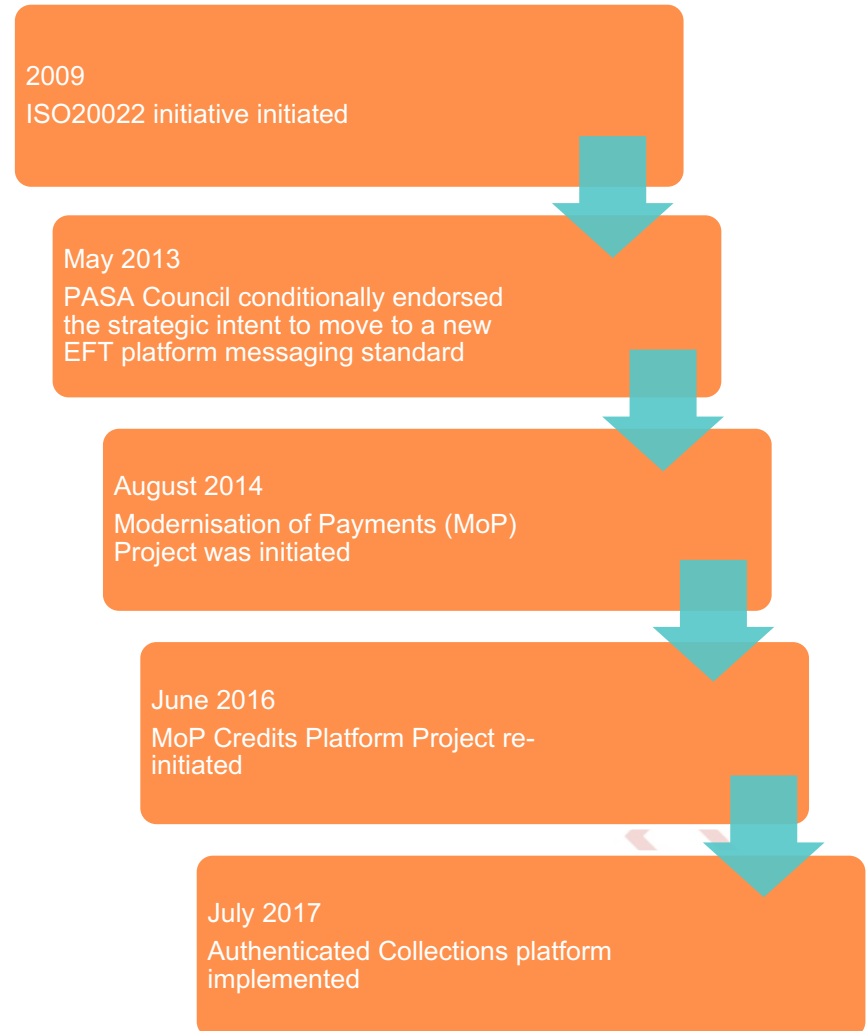 2009
ISO20022 initiative initiated
May 2013
PASA Council conditionally endorsed
the strategic intent to move to a new
EFT platform messaging standard
August 2014
Modernisation of Payments (MoP)
Project was initiated
June 2016
MoP Credits Platform Project re-
initiated
July 2017
Authenticated Collections platform
implemented